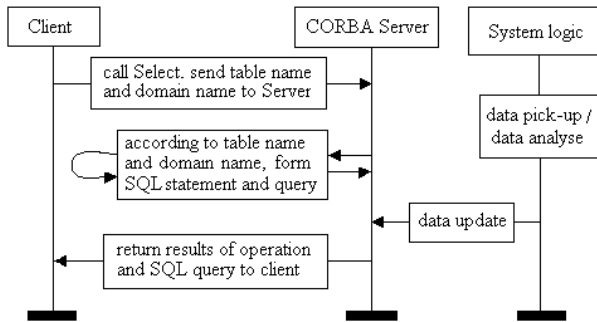 Client
CORBA Server
System logic
call Select. send table name
and domain name to Server
data pick-up /
data analyse
according to table name
and domain name, form
SQL statement and query
data update
return results of operation
and SQL query to client